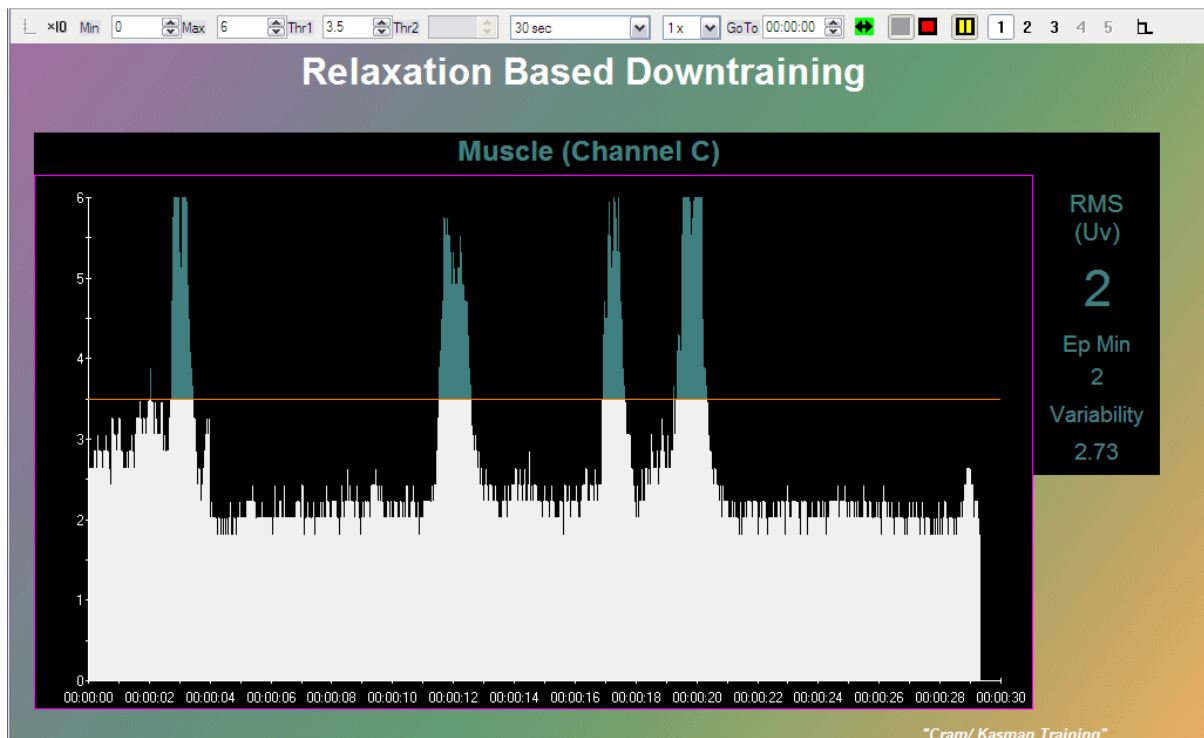 ×10 Min 0 Max 6 Thr1 3.5 Thr2 30 sec 1 x GoTo 00:00:00 1 2 3 4 5
Relaxation Based Downtraining
Muscle (Channel C)
RMS
(Uv)
2
Ep Min
2
Variability
2.73
6
5
4
3
2
1
0
00:00:00 00:00:02 00:00:04 00:00:06 00:00:08 00:00:10 00:00:12 00:00:14 00:00:16 00:00:18 00:00:20 00:00:22 00:00:24 00:00:26 00:00:28 00:00:30
"Cram/ Kasman Training"